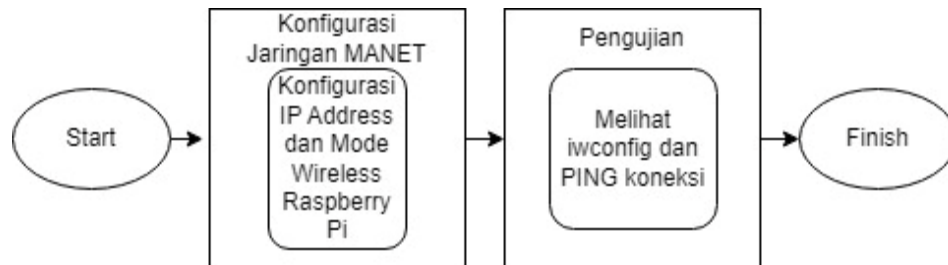 Start
Konfigurasi
Jaringan MANET
Konfigurasi
IP Address
dan Mode
Wireless
Raspberry
Pi
Pengujian
Melihat
iwconfig dan
PING koneksi
Finish